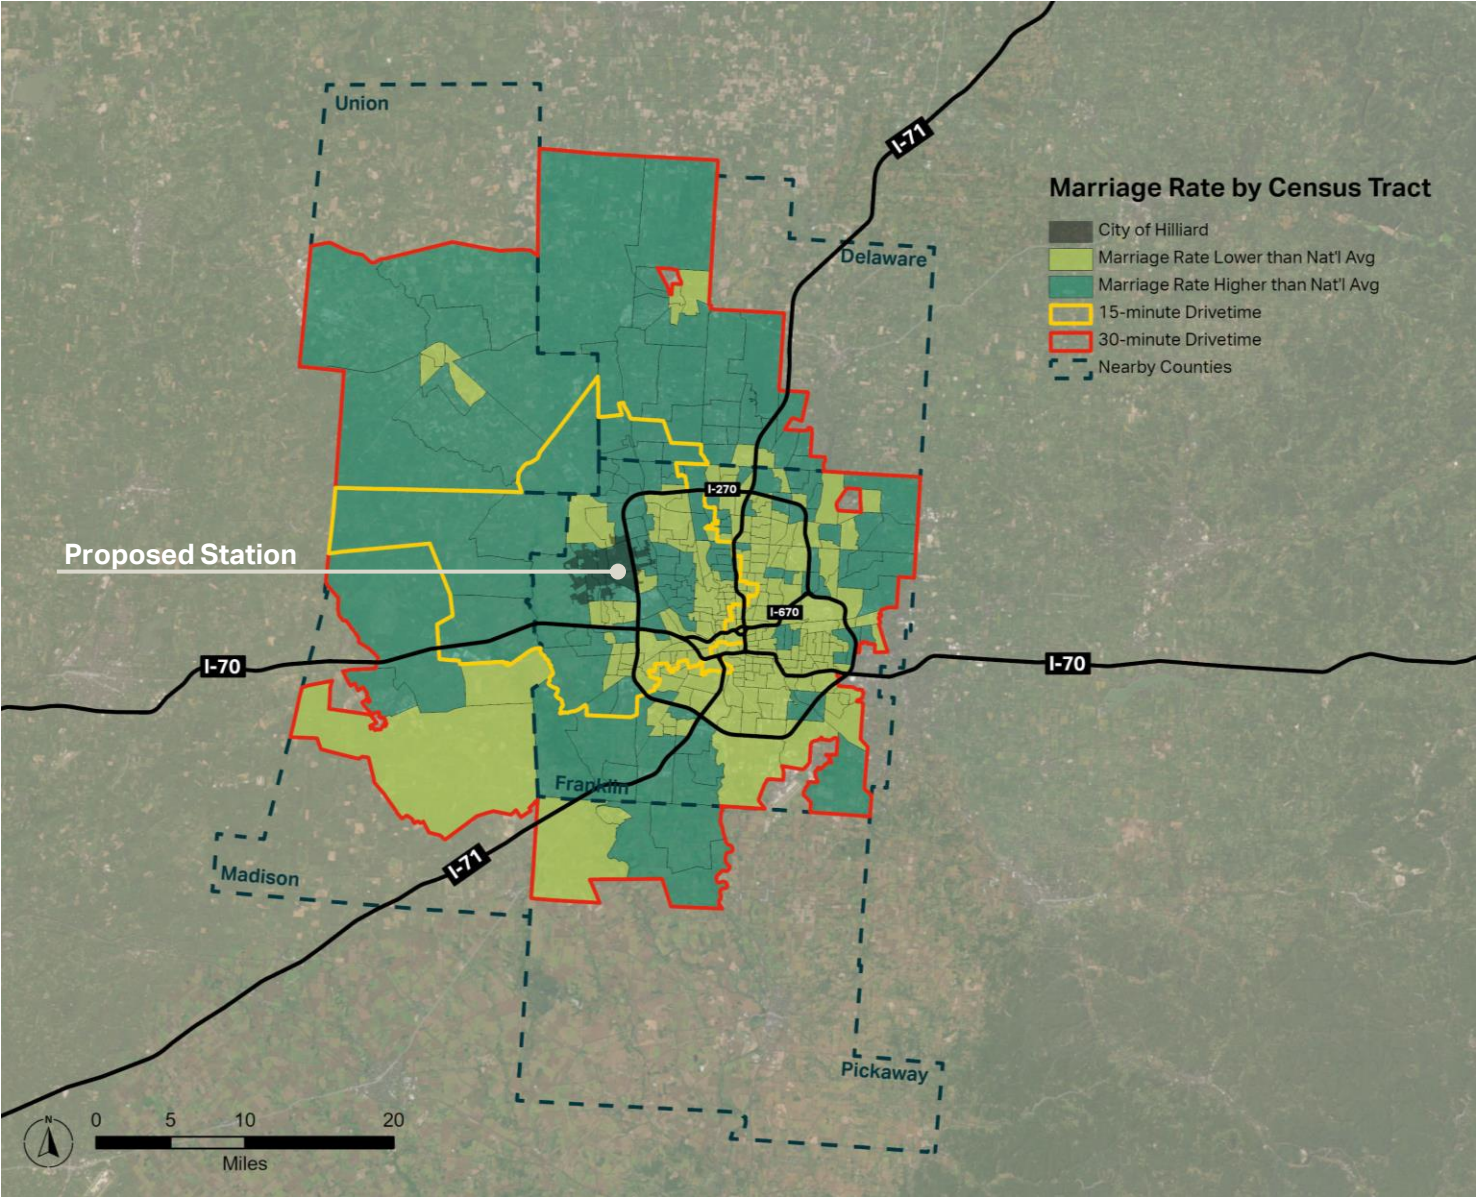 Union
I-71
Marriage Rate by Census Tract
City of Hilliard
Marriage Rate Lower than Nat'l Avg
Marriage Rate Higher than Nat'l Avg
15-minute Drivetime
30-minute Drivetime
Nearby Counties
Delaware
I-270
Proposed Station
I-670
I-70
I-70
Franklin
I-71
Madison
Pickaway
N
0 5 10 20
Miles